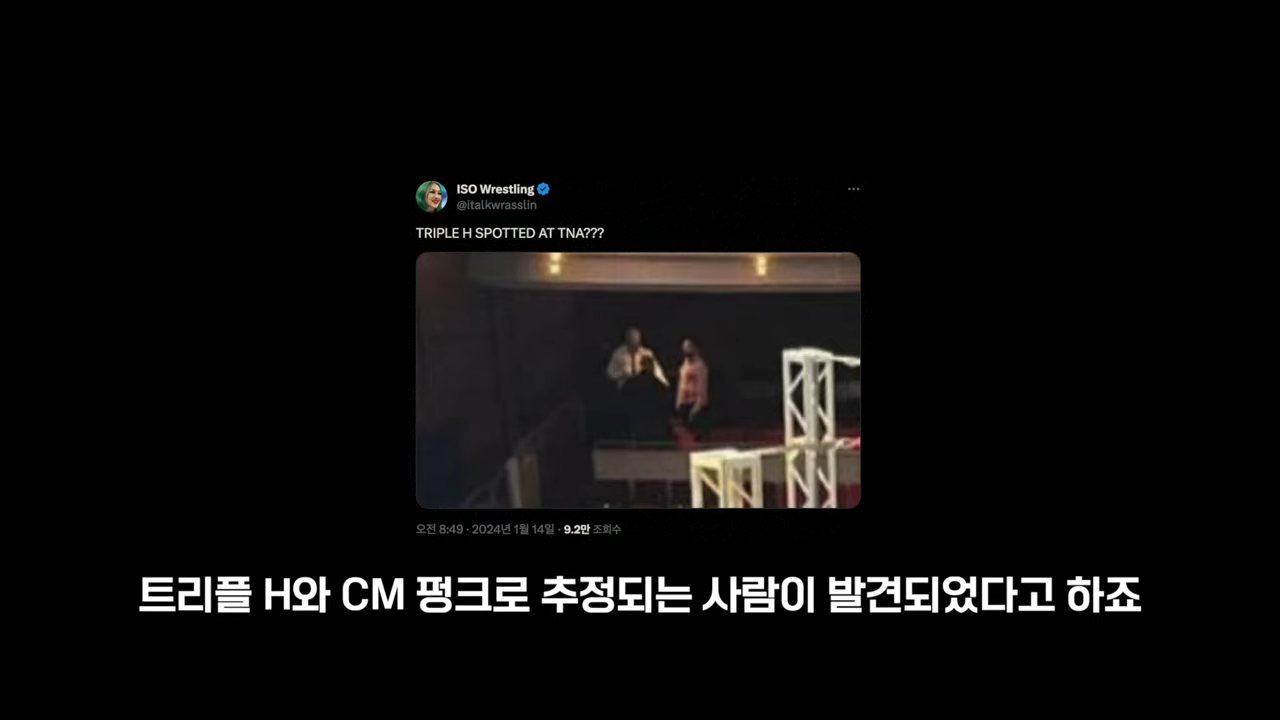 ISO Wrestling
@italkwrasslin
TRIPLE H SPOTTED AT TNA???
오전 8:49 · 2024년 1월 14일 · 9.2만 조회수
트리플 H와 CM 펑크로 추정되는 사람이 발견되었다고 하죠